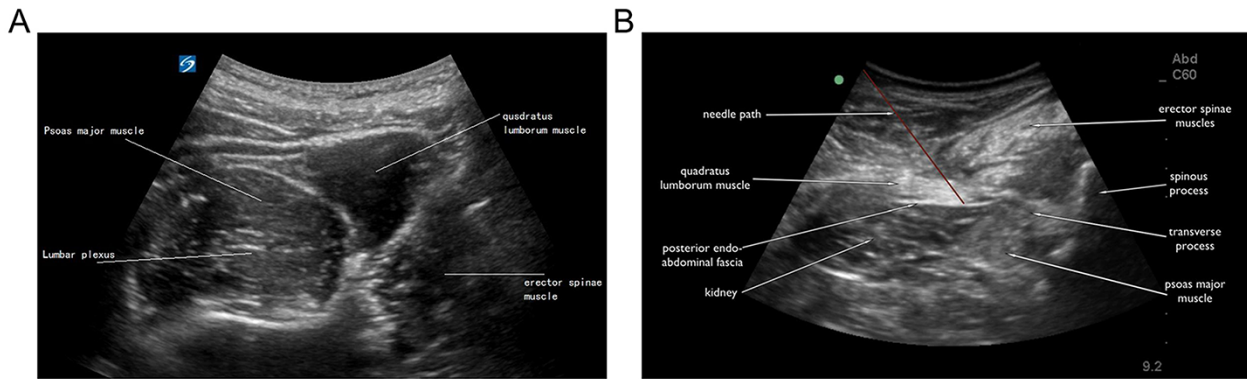 A
Psoas major muscle
qusdratus
lumborum muscle
Lumbar plexus
erector spinae
muscle
B
Abd
C60
needle path
erector spinae
muscles
quadratus
lumborum muscle
spinous
process
posterior endo-
abdominal fascia
transverse
process
kidney
psoas major
muscle
9.2